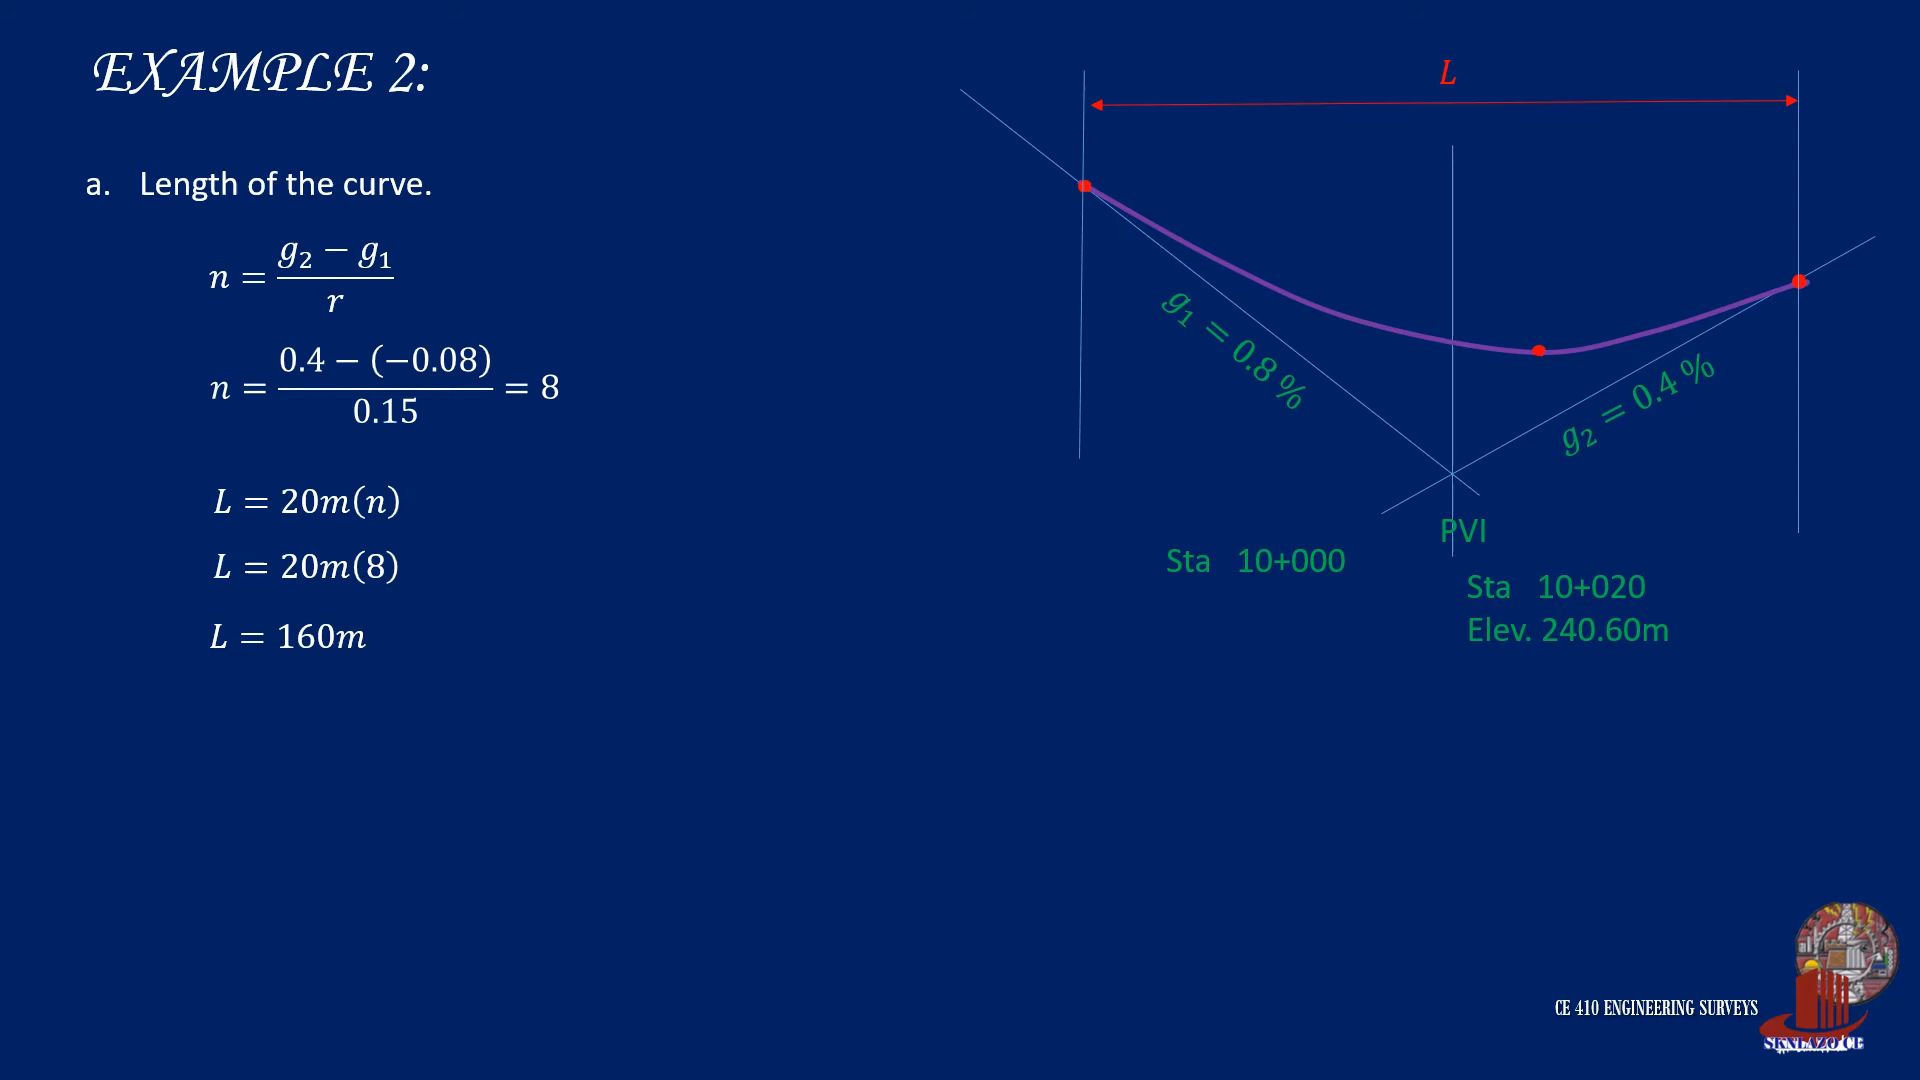 EXAMPLE 2:
a. Length of the curve.
n = (g₂ − g₁)/r
n = (0.4 − (−0.08))/0.15 = 8
L = 20m(n)
L = 20m(8)
L = 160m
L
g₁ = 0.8 %
g₂ = 0.4 %
PVI
Sta 10+000
Sta 10+020
Elev. 240.60m
CE 410 ENGINEERING SURVEYS
SKNLAZO CE